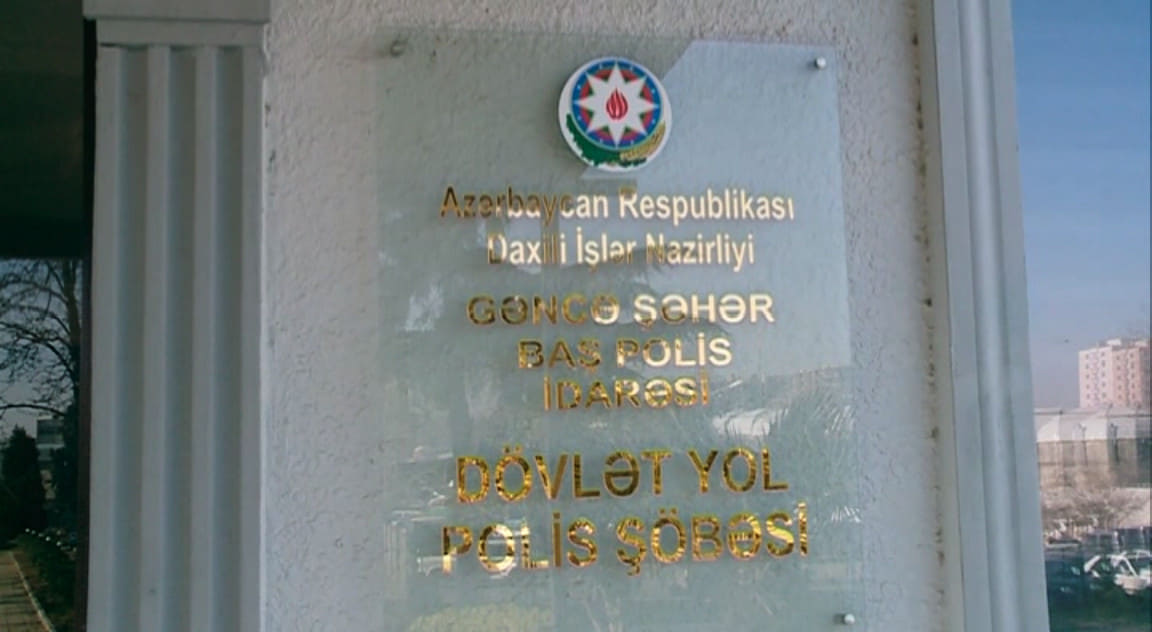 Azərbaycan Respublikası
Daxili İşlər Nazirliyi
GƏNCƏ ŞƏHƏR
BAŞ POLİS
İDARƏSİ
DÖVLƏT YOL
POLİS ŞÖBƏSİ